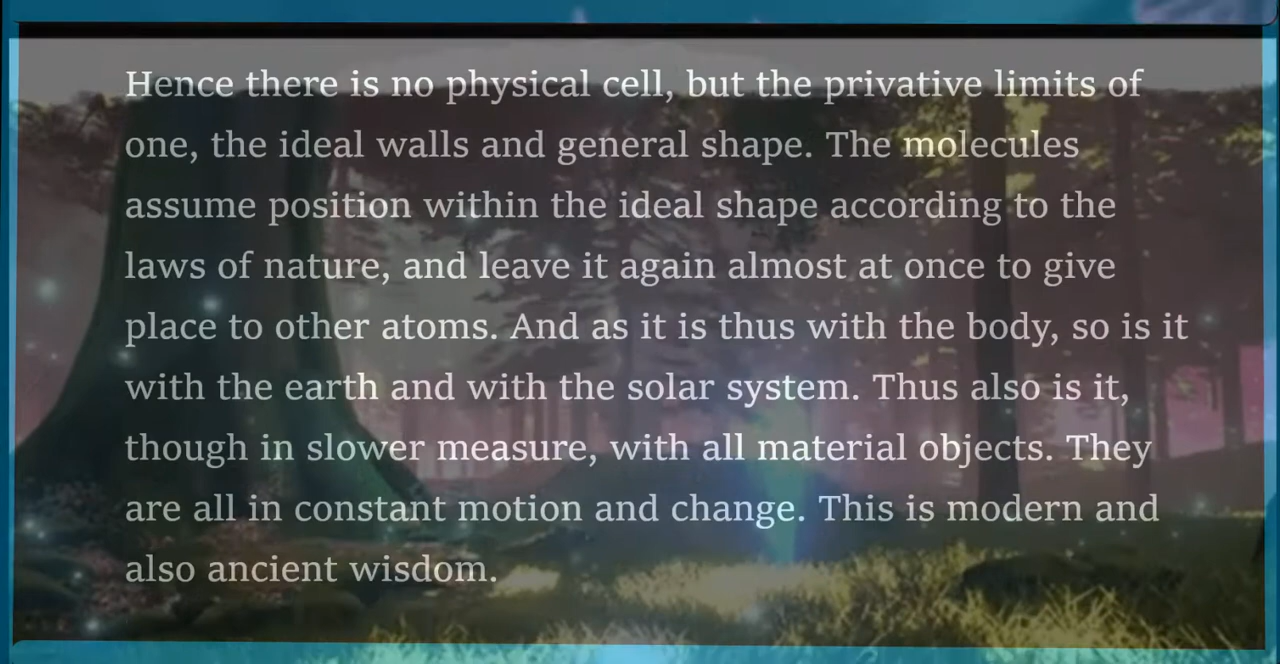 Hence there is no physical cell, but the privative limits of
one, the ideal walls and general shape. The molecules
assume position within the ideal shape according to the
laws of nature, and leave it again almost at once to give
place to other atoms. And as it is thus with the body, so is it
with the earth and with the solar system. Thus also is it,
though in slower measure, with all material objects. They
are all in constant motion and change. This is modern and
also ancient wisdom.